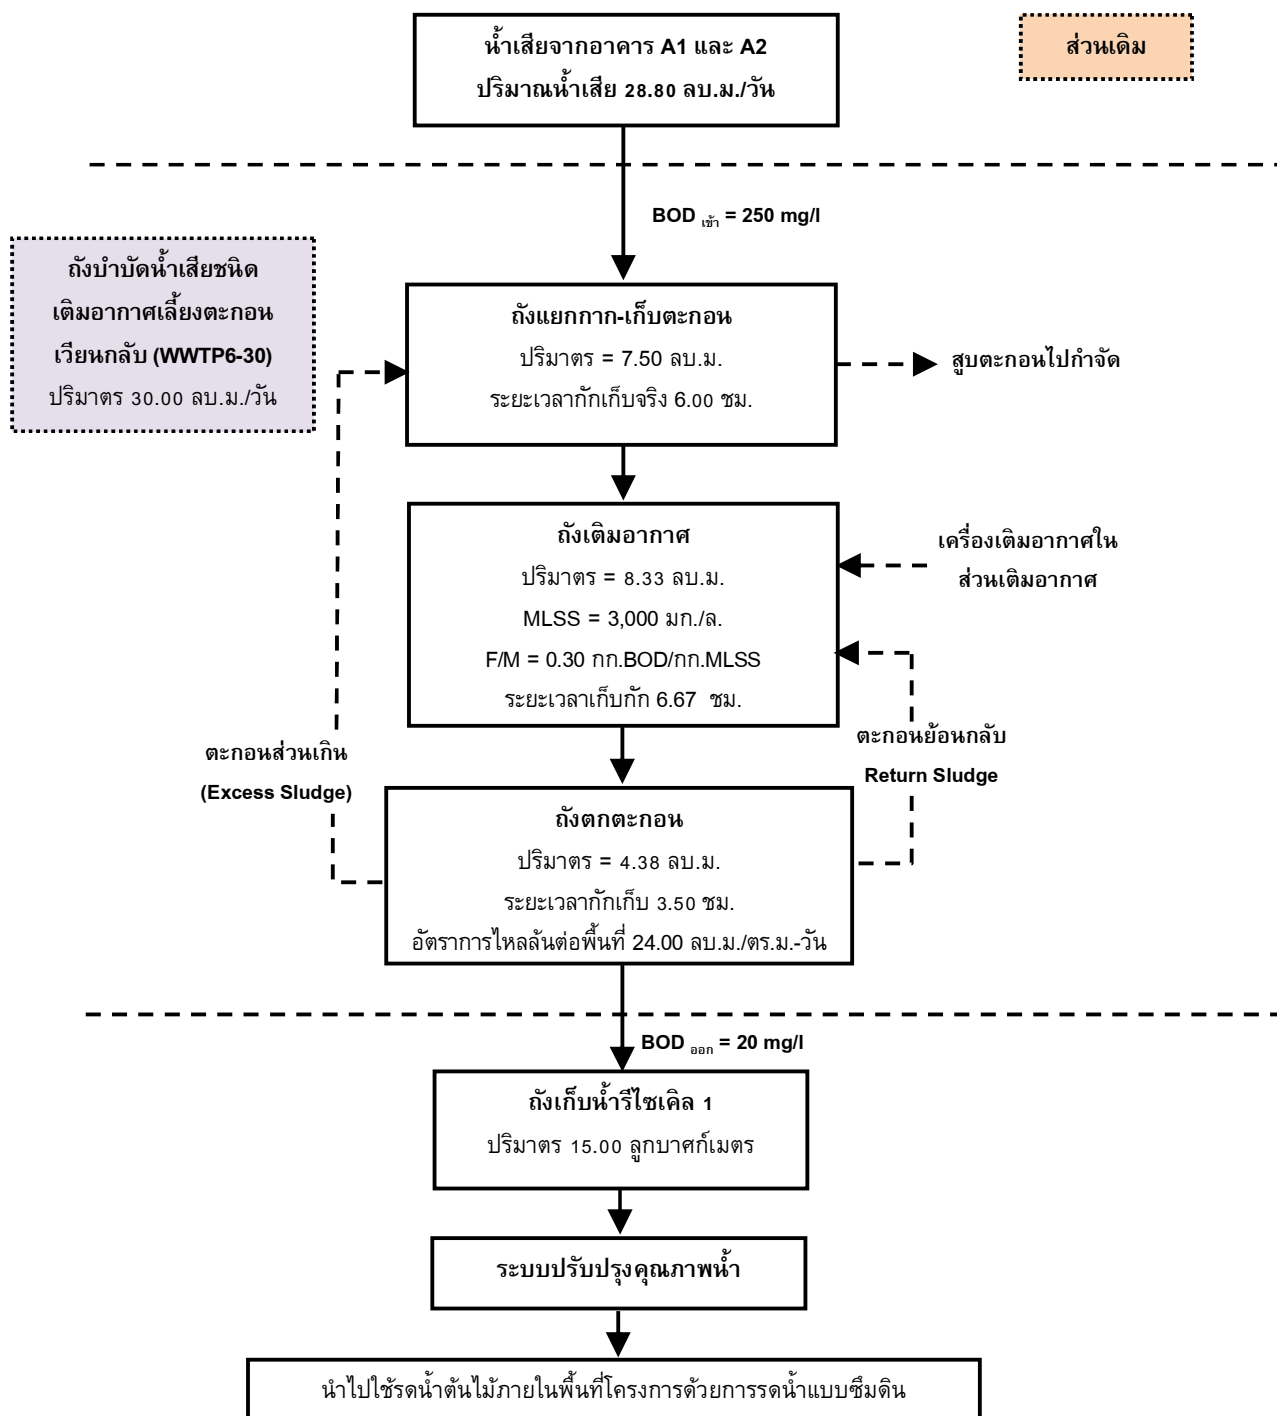 น้ำเสียจากอาคาร A1 และ A2
ปริมาณน้ำเสีย 28.80 ลบ.ม./วัน
ส่วนเดิม
BOD เข้า = 250 mg/l
ถังบำบัดน้ำเสียชนิด
เติมอากาศเลี้ยงตะกอน
เวียนกลับ (WWTP6-30)
ปริมาตร 30.00 ลบ.ม./วัน
ถังแยกกาก-เก็บตะกอน
ปริมาตร = 7.50 ลบ.ม.
ระยะเวลากักเก็บจริง 6.00 ชม.
สูบตะกอนไปกำจัด
ถังเติมอากาศ
ปริมาตร = 8.33 ลบ.ม.
MLSS = 3,000 มก./ล.
F/M = 0.30 กก.BOD/กก.MLSS
ระยะเวลาเก็บกัก 6.67 ชม.
เครื่องเติมอากาศใน
ส่วนเติมอากาศ
ตะกอนส่วนเกิน
(Excess Sludge)
ตะกอนย้อนกลับ
Return Sludge
ถังตกตะกอน
ปริมาตร = 4.38 ลบ.ม.
ระยะเวลากักเก็บ 3.50 ชม.
อัตราการไหลล้นต่อพื้นที่ 24.00 ลบ.ม./ตร.ม.-วัน
BOD ออก = 20 mg/l
ถังเก็บน้ำรีไซเคิล 1
ปริมาตร 15.00 ลูกบาศก์เมตร
ระบบปรับปรุงคุณภาพน้ำ
นำไปใช้รดน้ำต้นไม้ภายในพื้นที่โครงการด้วยการรดน้ำแบบซึมดิน